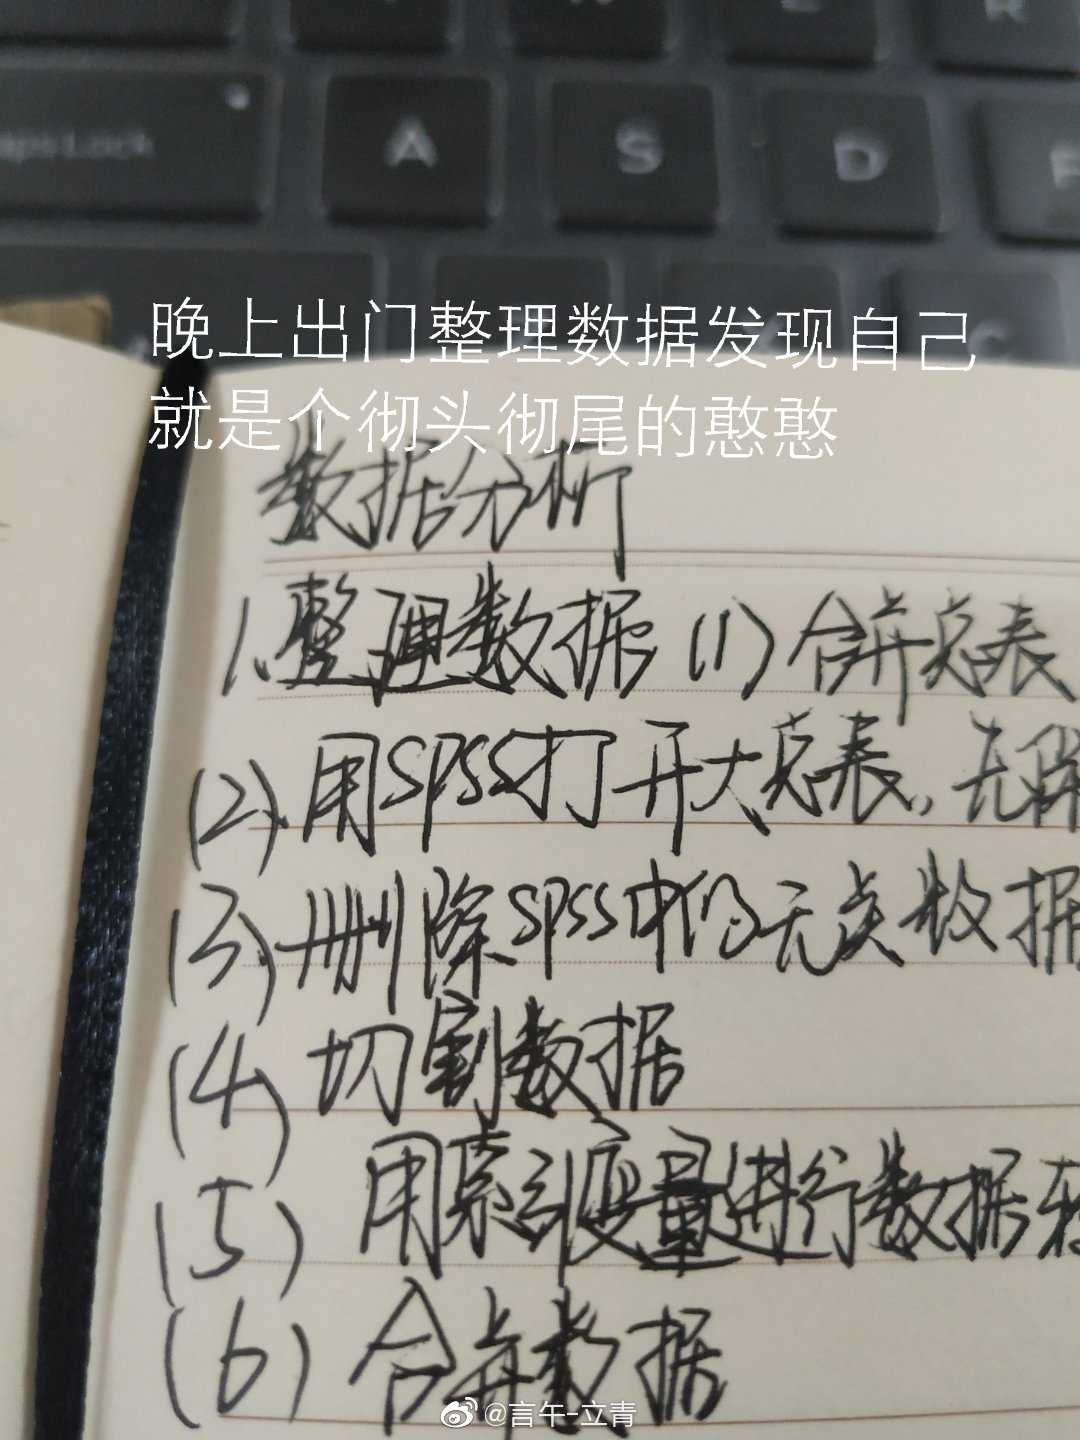 A S D
晚上出门整理数据发现自己
就是个彻头彻尾的憨憨
数据分析
1.整理数据 (1) 合并总表
(2).用SPSS打开大总表,先
(3).删除SPSS中的无关数据
(4) 切割数据
(5) 用索引变量进行数据转
(6) 合并数据
@言午-立青